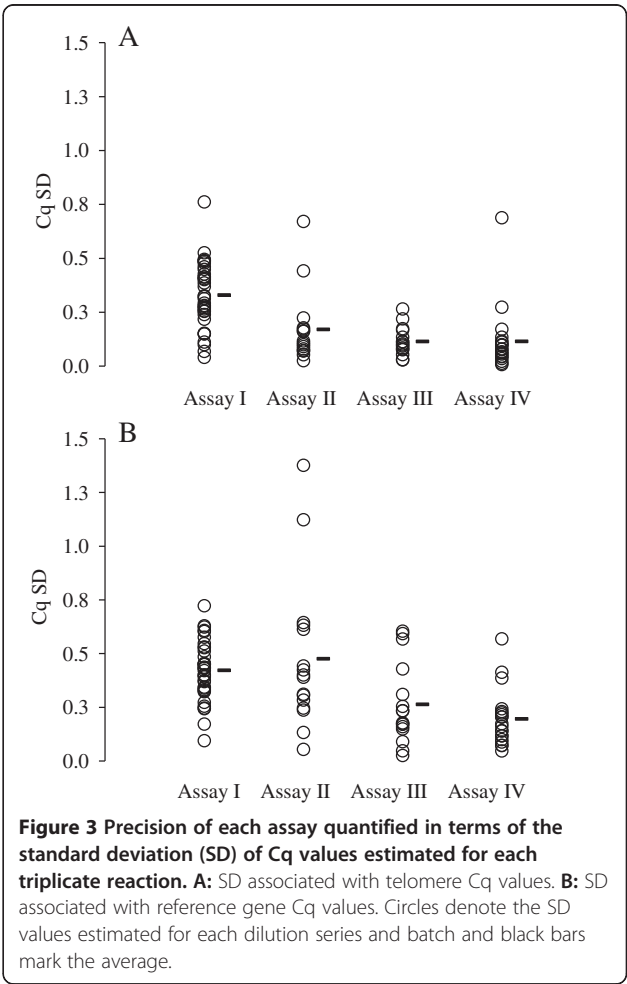 A
1.5
1.3
1.0
0.8
0.5
0.3
0.0
Cq SD
Assay I Assay II Assay III Assay IV
B
1.5
1.3
1.0
0.8
0.5
0.3
0.0
Cq SD
Assay I Assay II Assay III Assay IV
Figure 3 Precision of each assay quantified in terms of the
standard deviation (SD) of Cq values estimated for each
triplicate reaction. A: SD associated with telomere Cq values. B: SD
associated with reference gene Cq values. Circles denote the SD
values estimated for each dilution series and batch and black bars
mark the average.